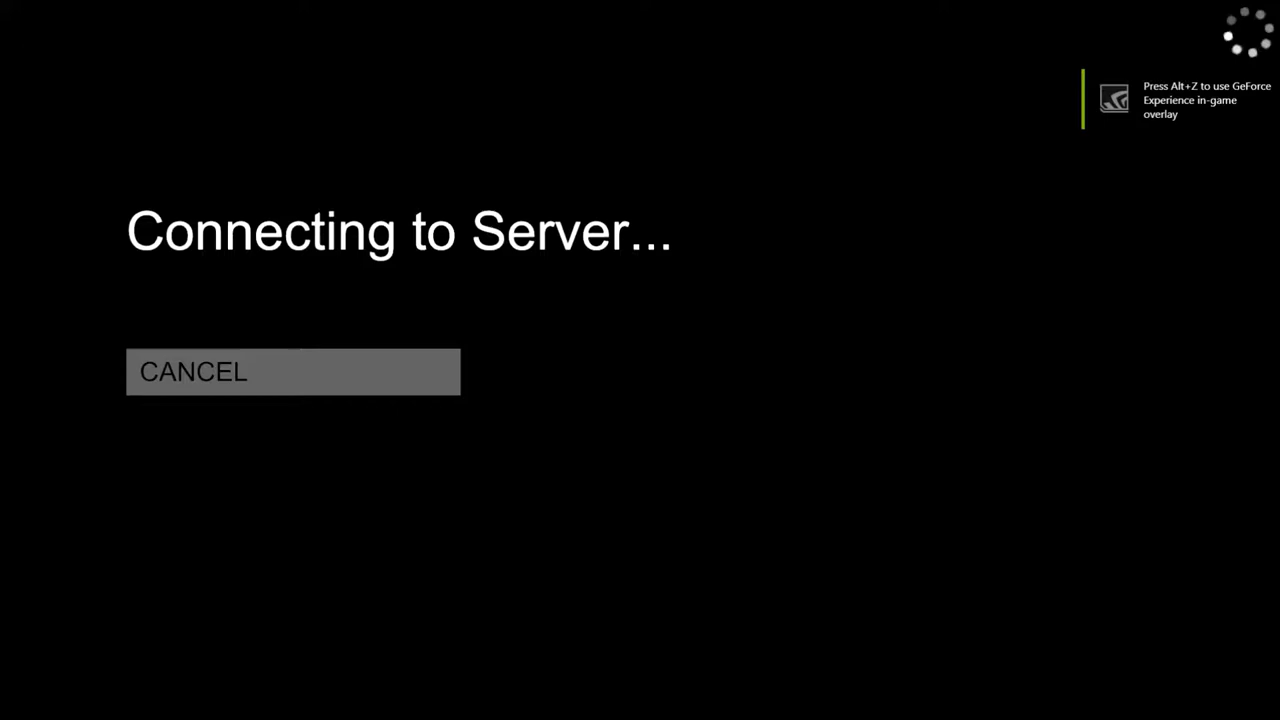 Press Alt+Z to use GeForce
Experience in-game
overlay
Connecting to Server...
CANCEL